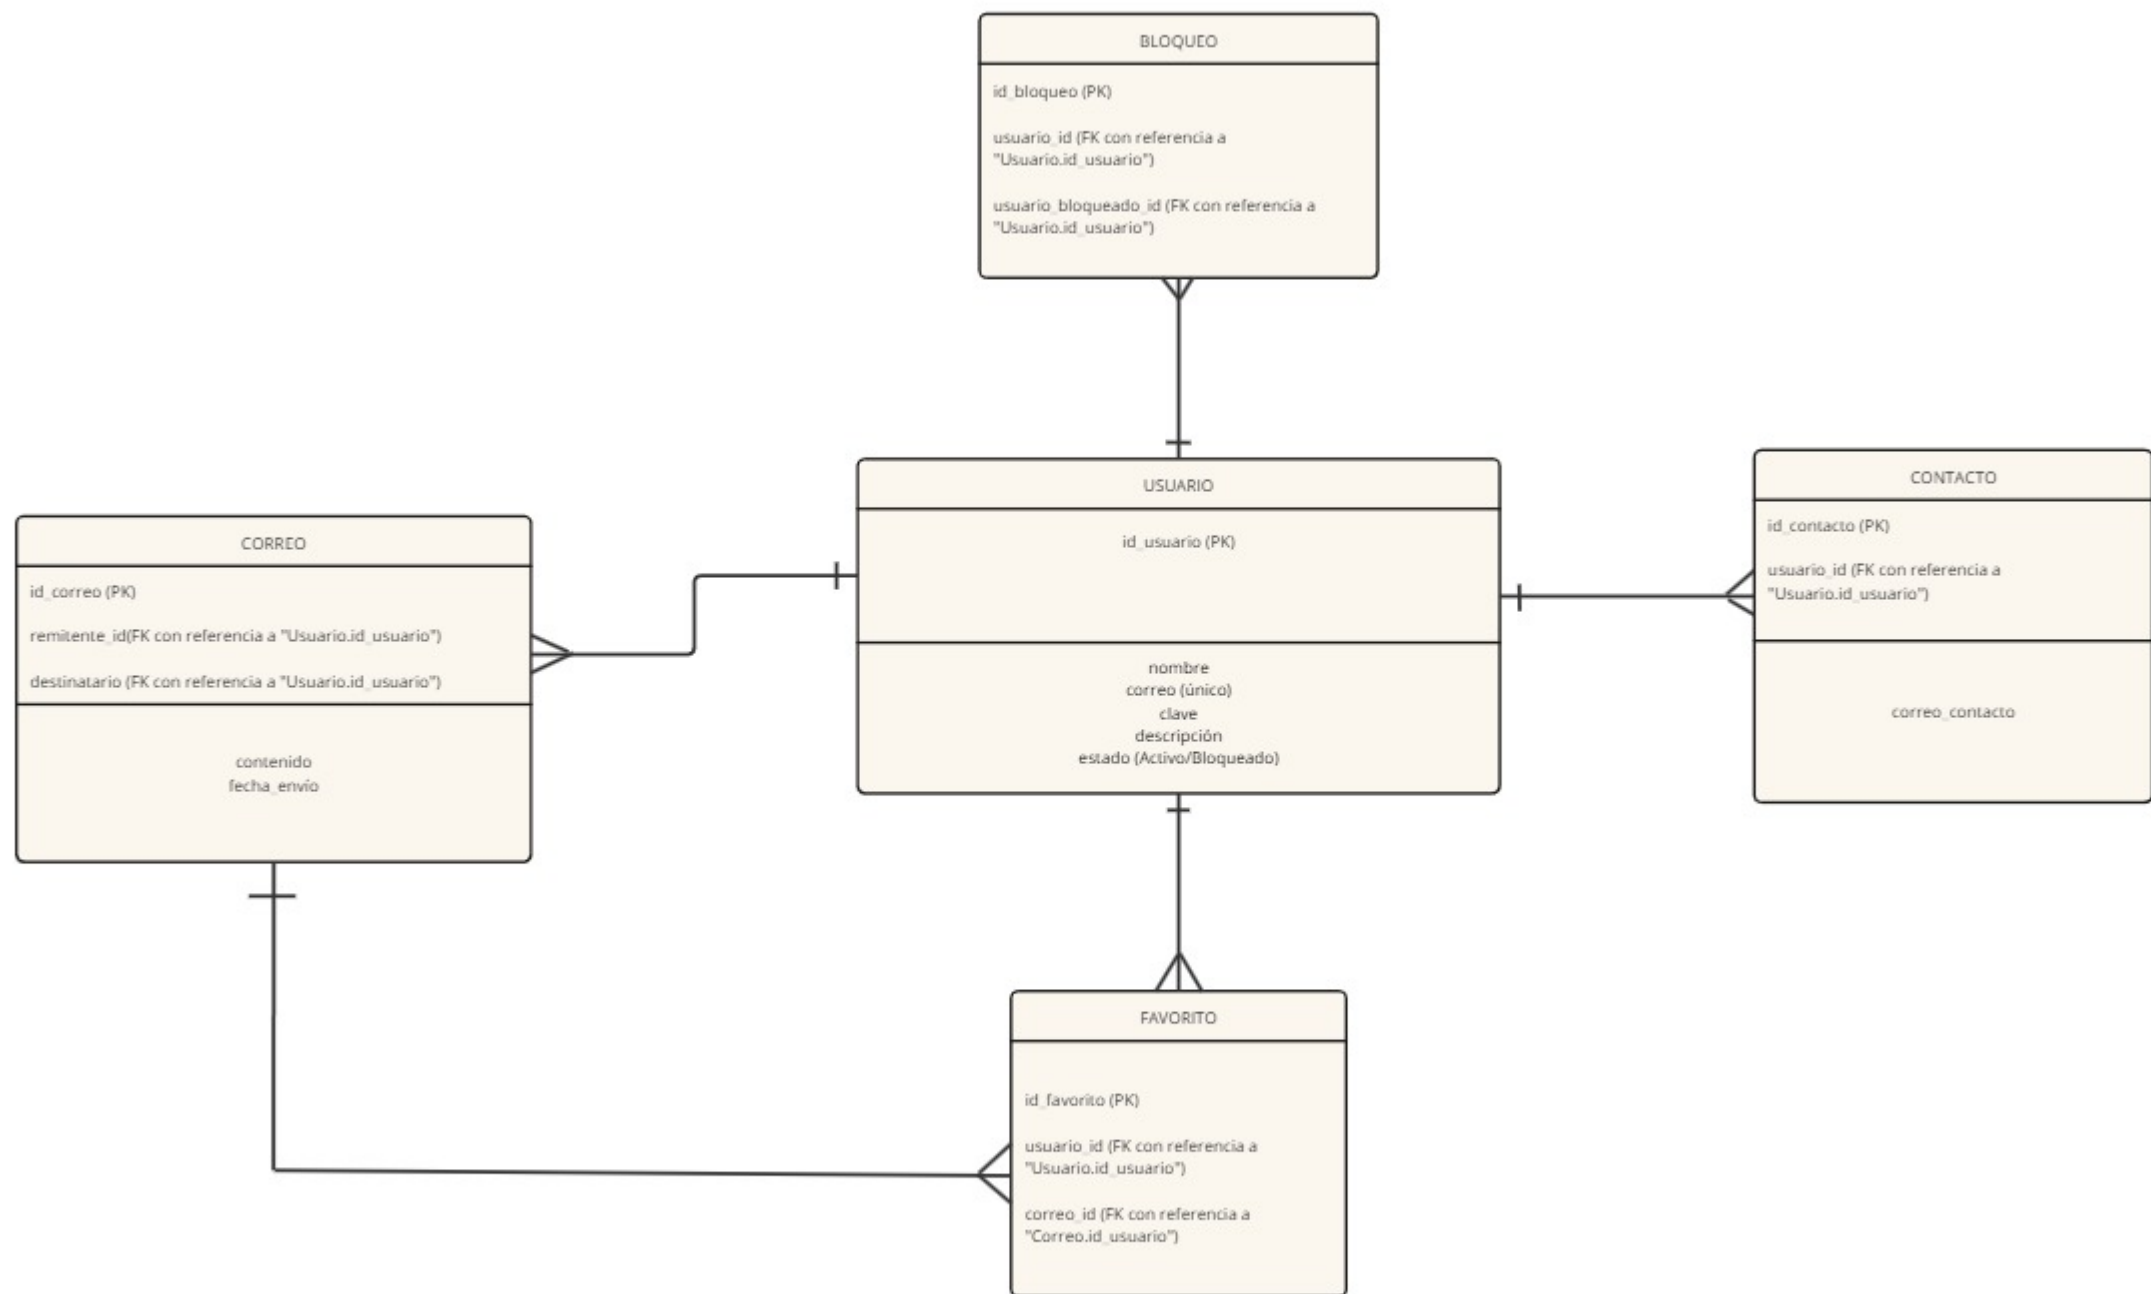 BLOQUEO
id_bloqueo (PK)
usuario_id (FK con referencia a
"Usuario.id_usuario")
usuario_bloqueado_id (FK con referencia a
"Usuario.id_usuario")
USUARIO
id_usuario (PK)
nombre
correo (único)
clave
descripción
estado (Activo/Bloqueado)
CONTACTO
id_contacto (PK)
usuario_id (FK con referencia a
"Usuario.id_usuario")
correo_contacto
CORREO
id_correo (PK)
remitente_id(FK con referencia a "Usuario.id_usuario")
destinatario (FK con referencia a "Usuario.id_usuario")
contenido
fecha_envío
FAVORITO
id_favorito (PK)
usuario_id (FK con referencia a
"Usuario.id_usuario")
correo_id (FK con referencia a
"Correo.id_usuario")